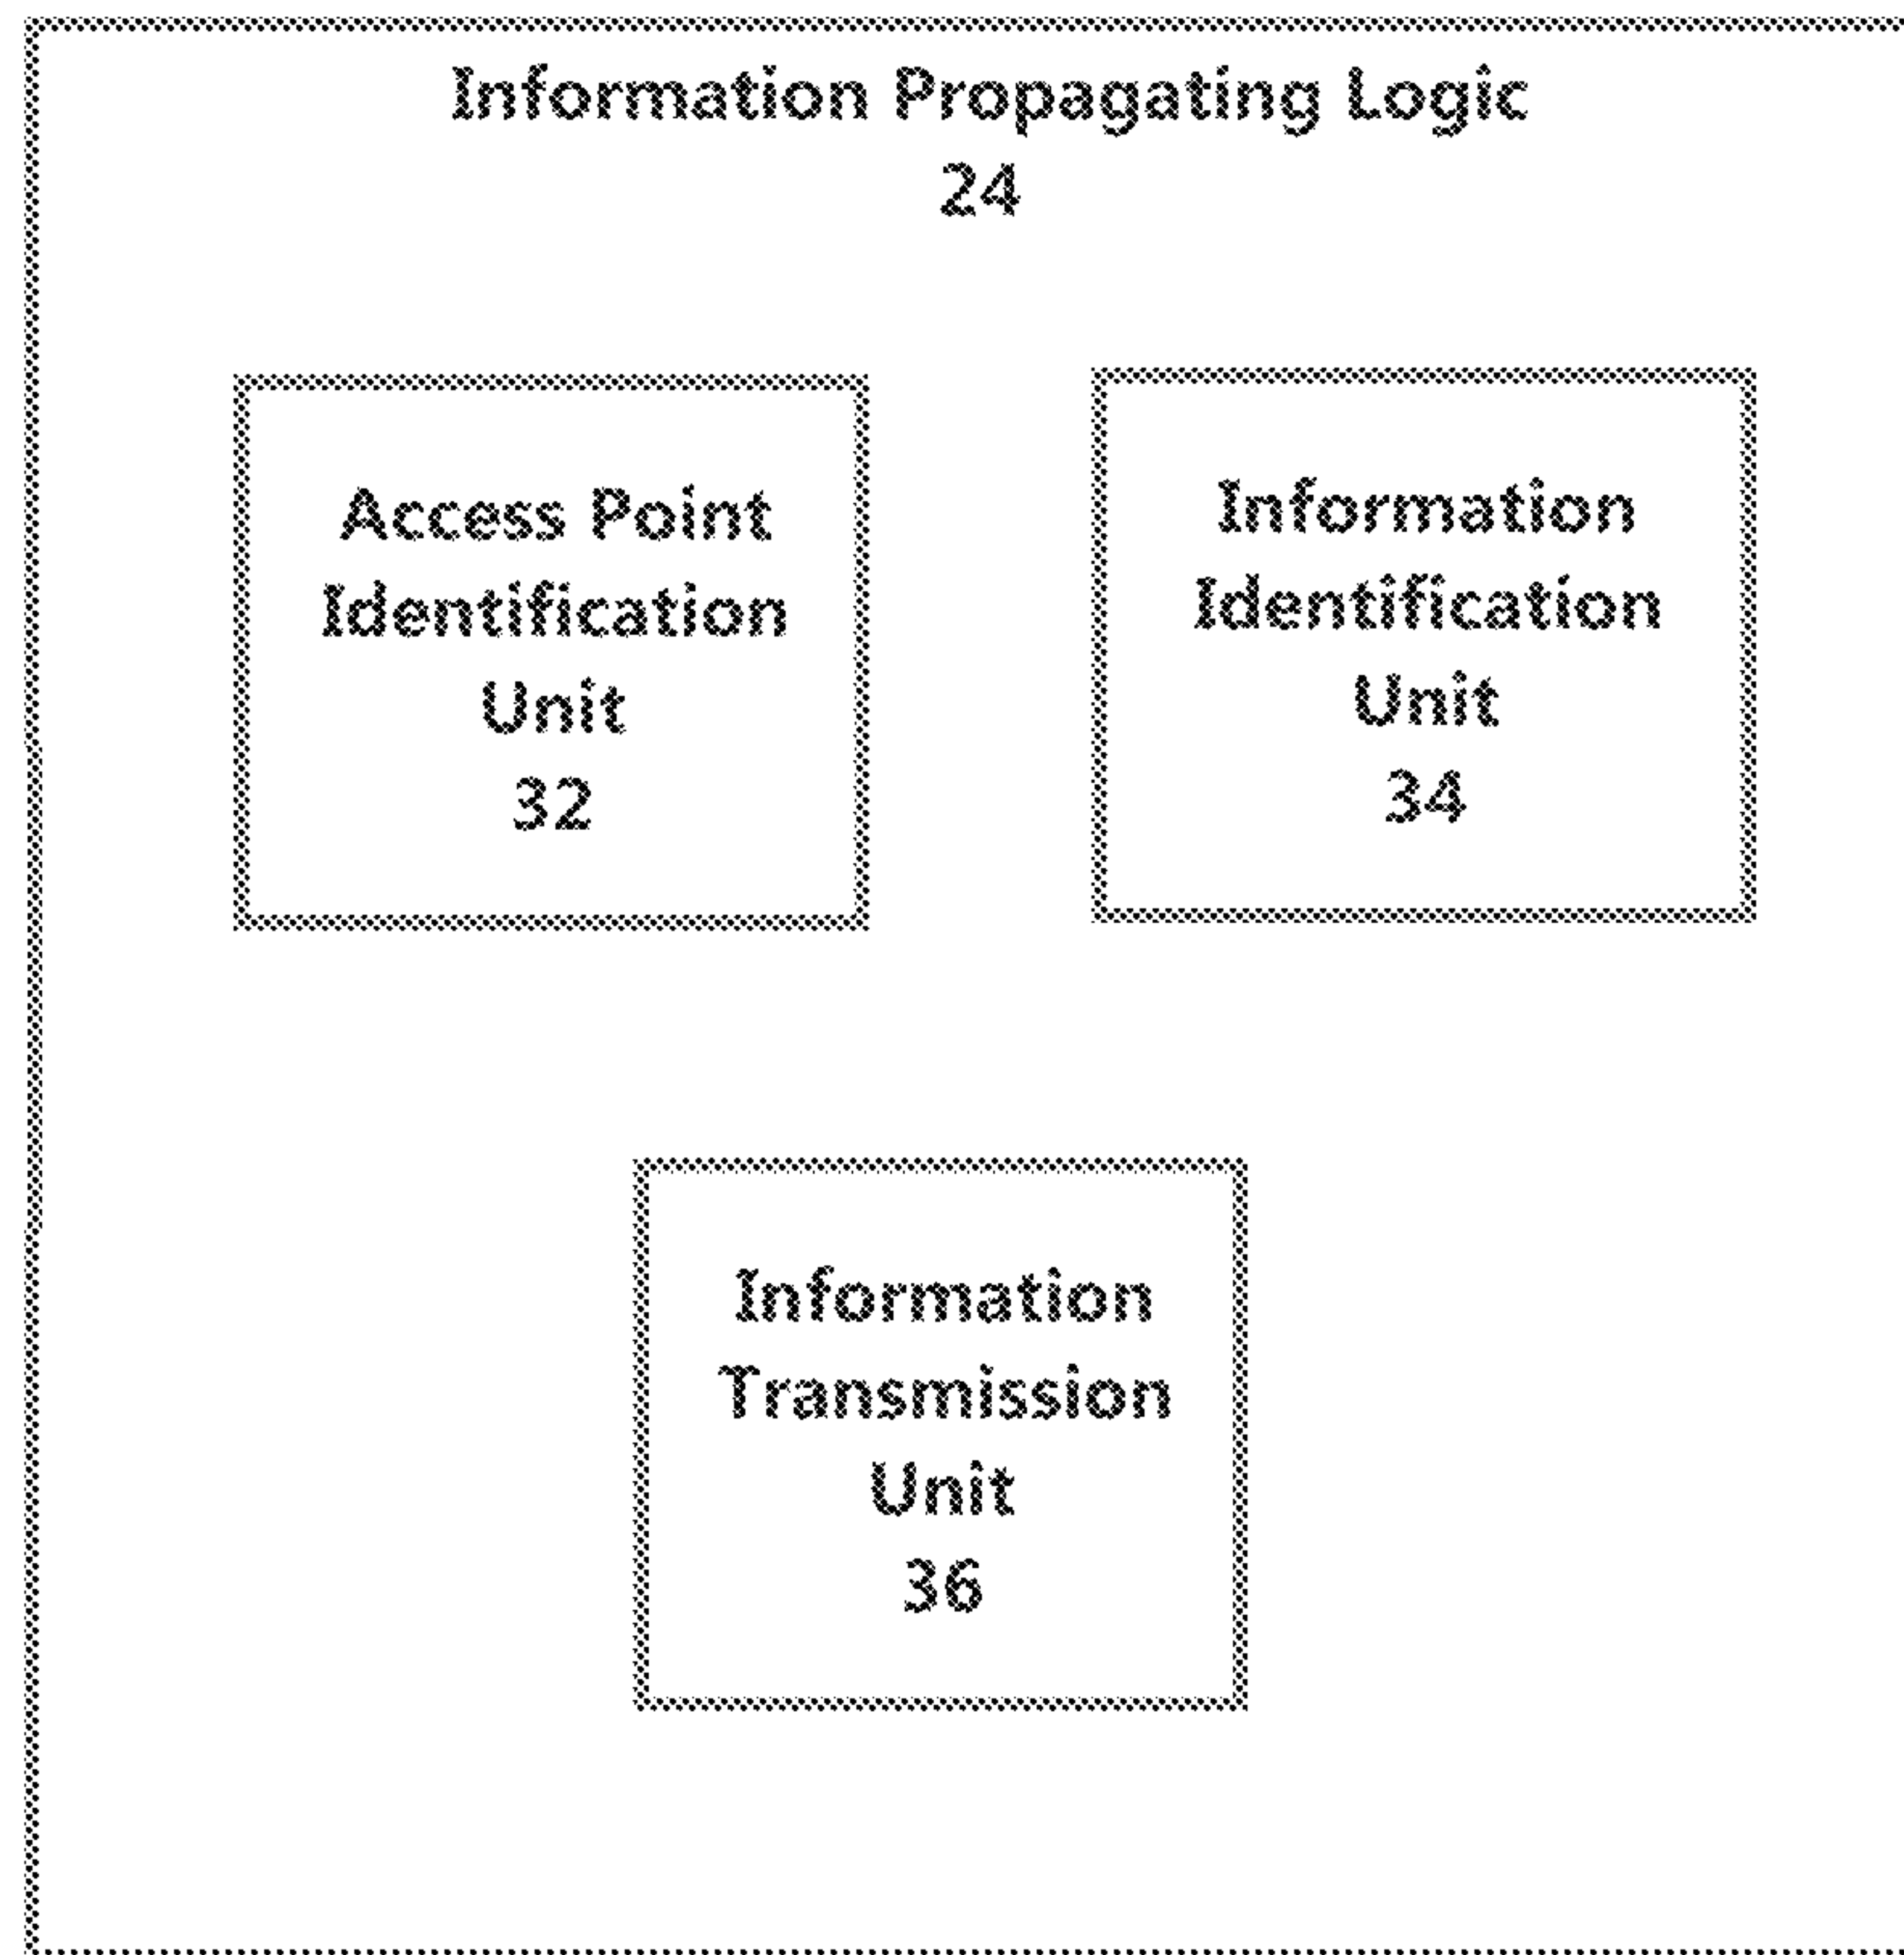 Information Propagating Logic
24
Access Point
Identification
Unit
32
Information
Identification
Unit
34
Information
Transmission
Unit
36